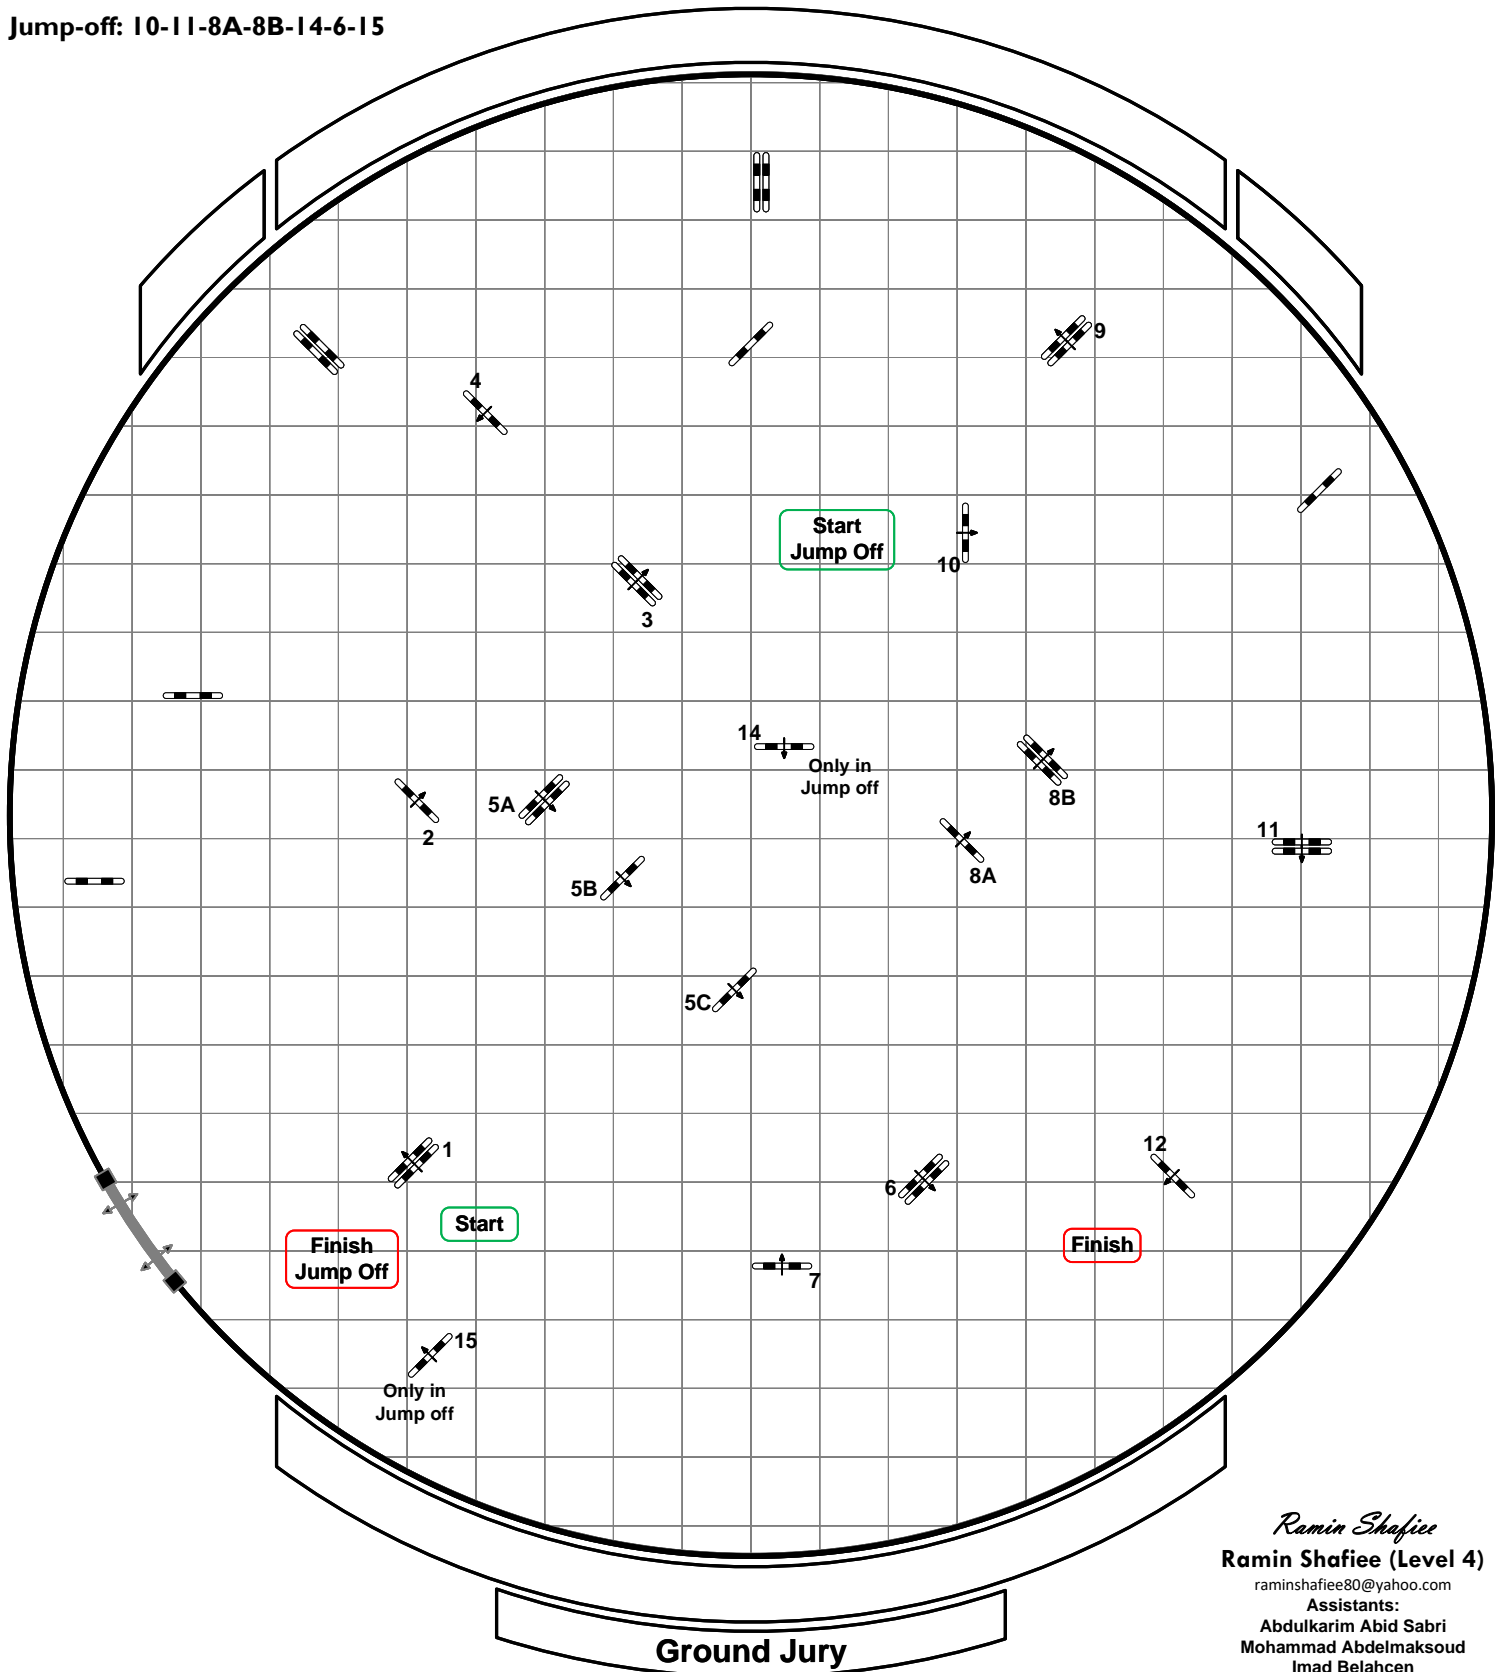 Jump-off: 10-11-8A-8B-14-6-15
9
4
Start
Jump Off
10
3
14
Only in
Jump off
8B
5A
2
11
8A
5B
5C
1
12
6
Start
Finish
Jump Off
Finish
7
15
Only in
Jump off
Ramin Shafiee
Ramin Shafiee (Level 4)
raminshafiee80@yahoo.com
Assistants:
Abdulkarim Abid Sabri
Mohammad Abdelmaksoud
Imad Belahcen
Ground Jury